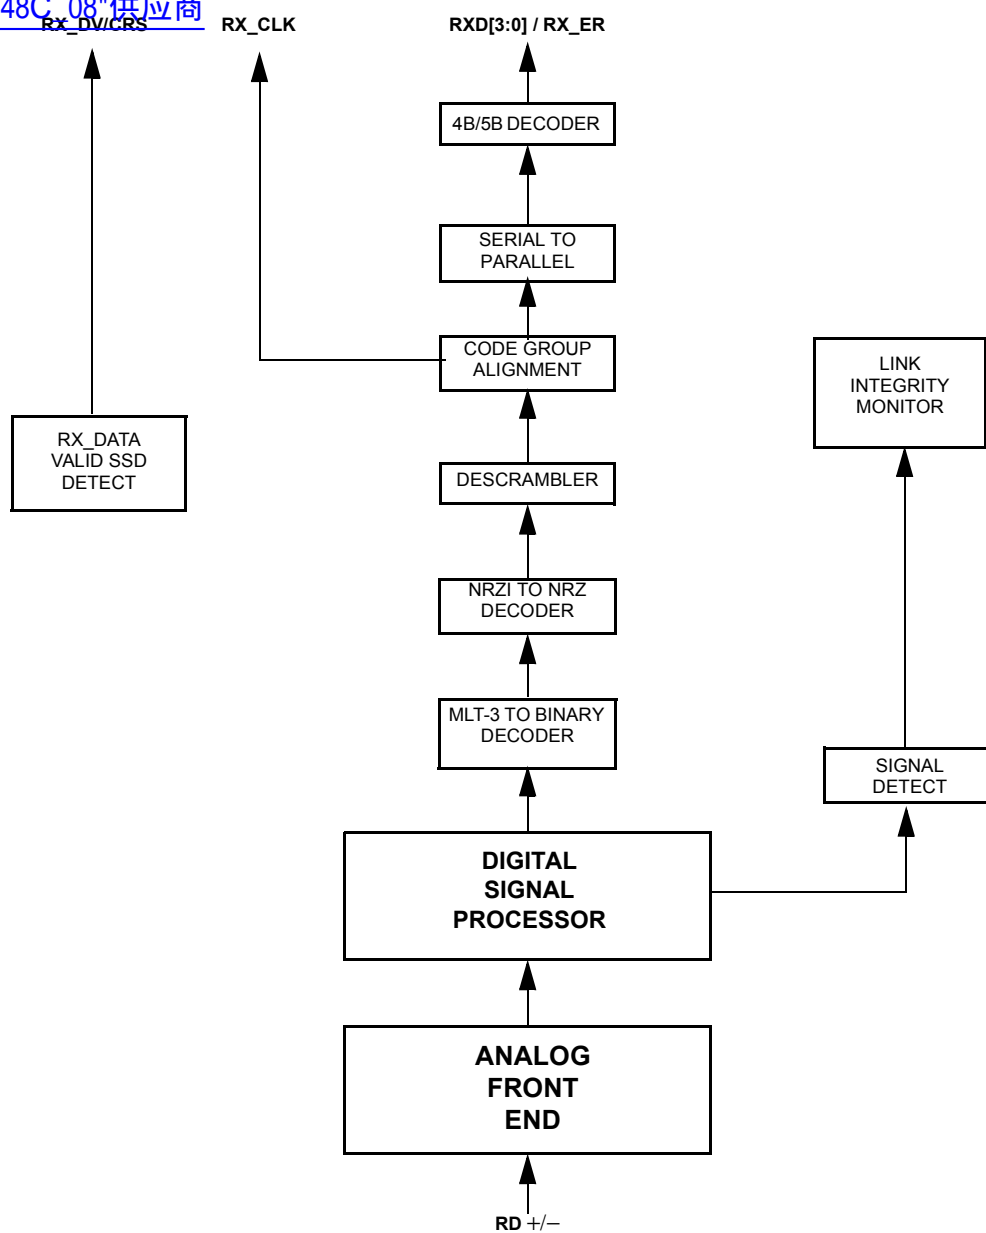 48C_08"供应商
RX_DV/CRS
RX_CLK
RXD[3:0] / RX_ER
4B/5B DECODER
SERIAL TO
PARALLEL
CODE GROUP
ALIGNMENT
LINK
INTEGRITY
MONITOR
RX_DATA
VALID SSD
DETECT
DESCRAMBLER
NRZI TO NRZ
DECODER
MLT-3 TO BINARY
DECODER
SIGNAL
DETECT
DIGITAL
SIGNAL
PROCESSOR
ANALOG
FRONT
END
RD +/−